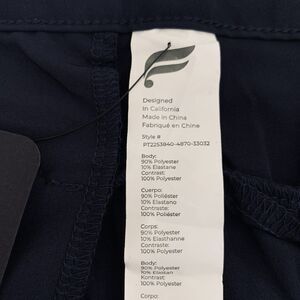 Designed
In California
Made in China
Fabriqué en Chine
Style #
PT2253840-4870-33032
Body:
90% Polyester
10% Elastane
Contrast:
100% Polyester
Cuerpo:
90% Poliéster
10% Elastano
Contraste:
100% Poliéster
Corps:
90% Polyester
10% Elasthanne
Contraste:
100% Polyester
Body:
90% Polyester
10% Elastan
Kontrast:
100% Polyester
Corpo: